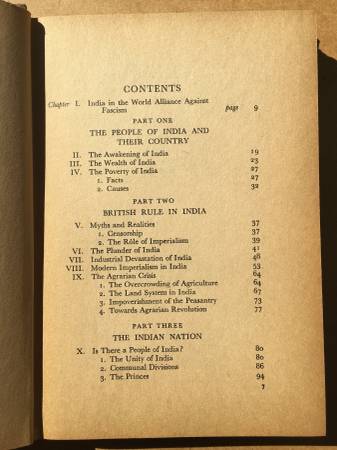 CONTENTS
Chapter I. India in the World Alliance Against
Fascism page 9
PART ONE
THE PEOPLE OF INDIA AND
THEIR COUNTRY
II. The Awakening of India 19
III. The Wealth of India 23
IV. The Poverty of India 27
1. Facts 27
2. Causes 32
PART TWO
BRITISH RULE IN INDIA
V. Myths and Realities 37
1. Censorship 37
2. The Rôle of Imperialism 39
VI. The Plunder of India 41
VII. Industrial Devastation of India 48
VIII. Modern Imperialism in India 53
IX. The Agrarian Crisis 64
1. The Overcrowding of Agriculture 64
2. The Land System in India 67
3. Impoverishment of the Peasantry 73
4. Towards Agrarian Revolution 77
PART THREE
THE INDIAN NATION
X. Is There a People of India? 80
1. The Unity of India 80
2. Communal Divisions 86
3. The Princes 94
7